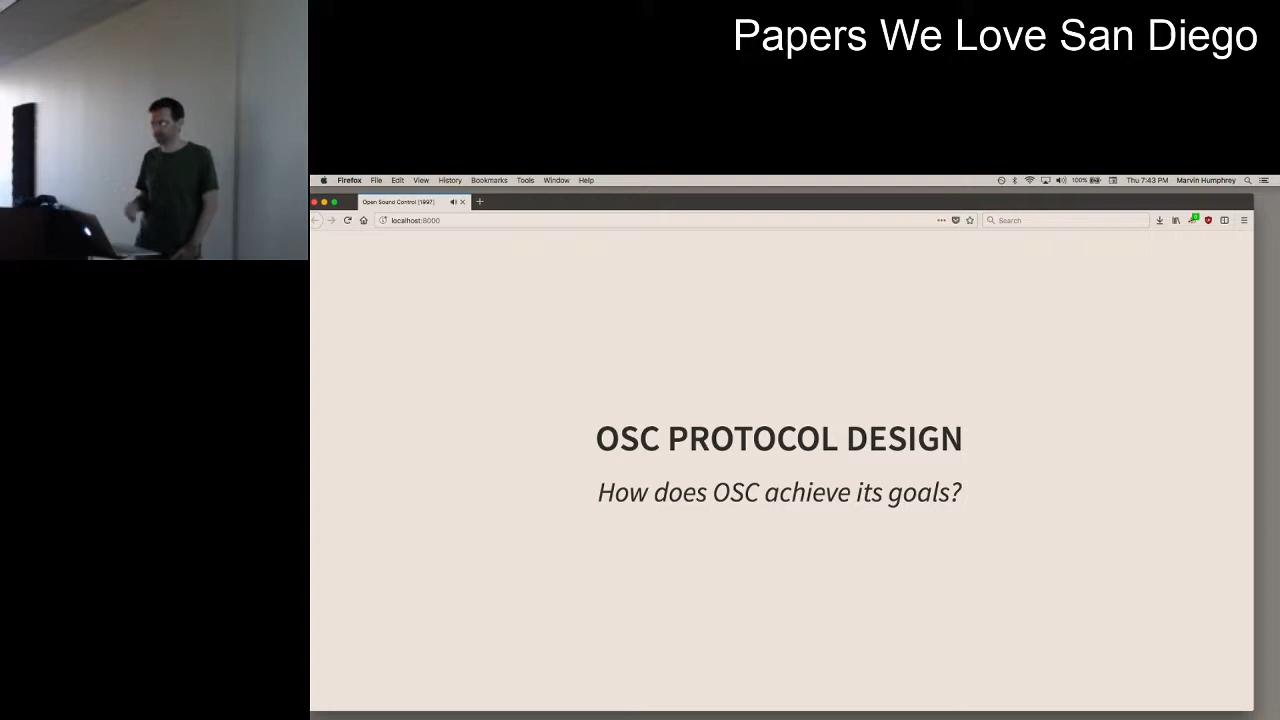 Papers We Love San Diego
Firefox File Edit View History Bookmarks Tools Window Help 100% Thu 7:43 PM Marvin Humphrey
Open Sound Control [1997]
localhost:8000 Search
OSC PROTOCOL DESIGN
How does OSC achieve its goals?